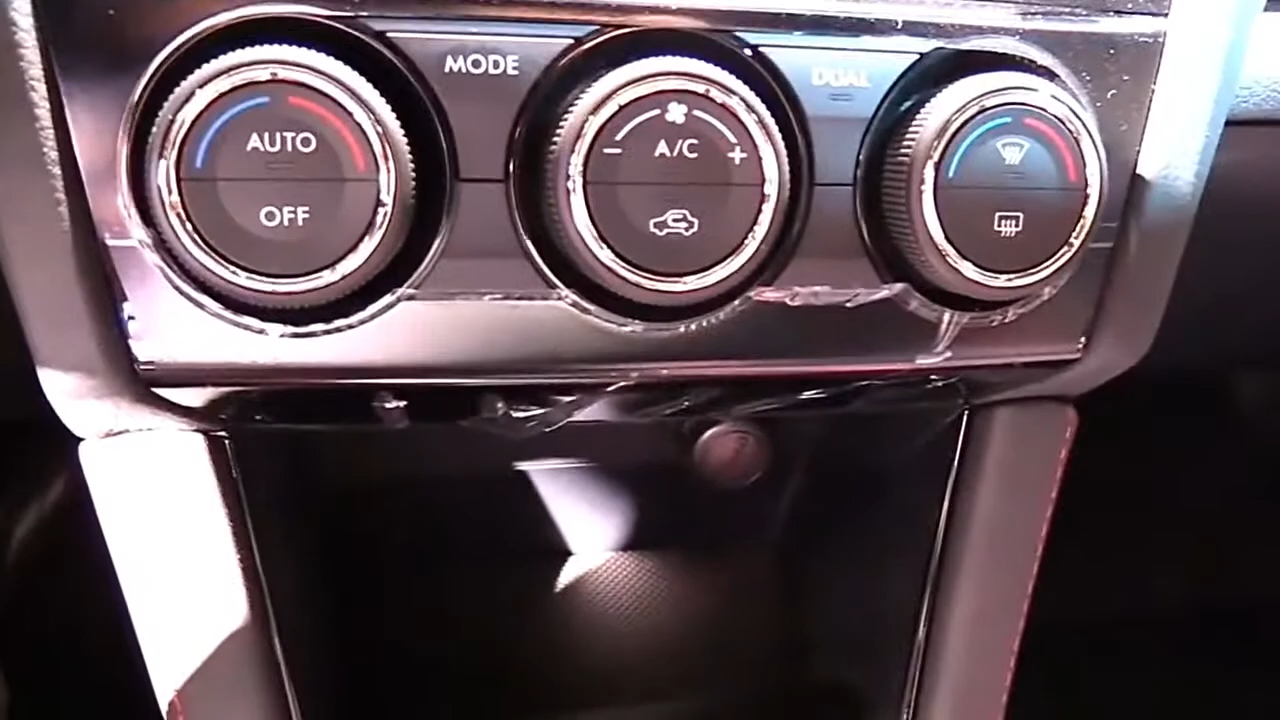 MODE
DUAL
AUTO
OFF
- A/C +